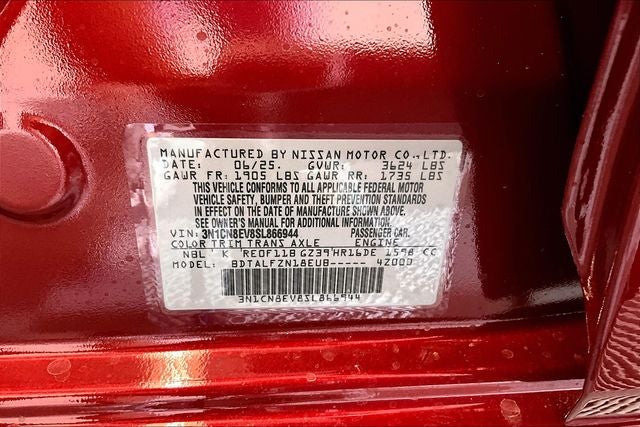 MANUFACTURED BY NISSAN MOTOR CO.,LTD.
DATE: 06/25. GVWR: 3624 LBS
GAWR FR: 1905 LBS GAWR RR: 1735 LBS
THIS VEHICLE CONFORMS TO ALL APPLICABLE FEDERAL MOTOR
VEHICLE SAFETY, BUMPER AND THEFT PREVENTION STANDARDS
IN EFFECT ON THE DATE OF MANUFACTURE SHOWN ABOVE.
SEE OWNER'S MANUAL FOR ADDITIONAL INFORMATION
VIN: 3N1CN8EV8SL866944 PASSENGER CAR.
COLOR TRIM TRANS AXLE ENGINE
NBL K RE0F11B GZ39 HR16DE 1598 CC
MODEL: BDTALFZN18EUB----- 42000
3N1CN8EV8SL866944